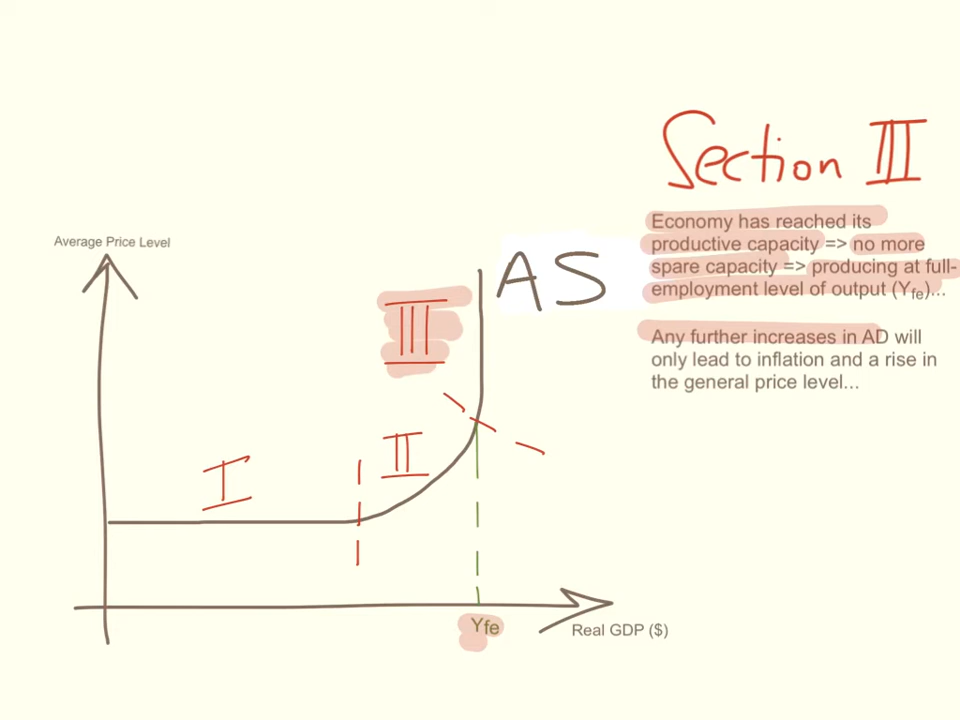 Section III
Economy has reached its
productive capacity => no more
spare capacity => producing at full-
employment level of output (Yfe)...
Any further increases in AD will
only lead to inflation and a rise in
the general price level...
Average Price Level
AS
III
II
I
Yfe
Real GDP ($)